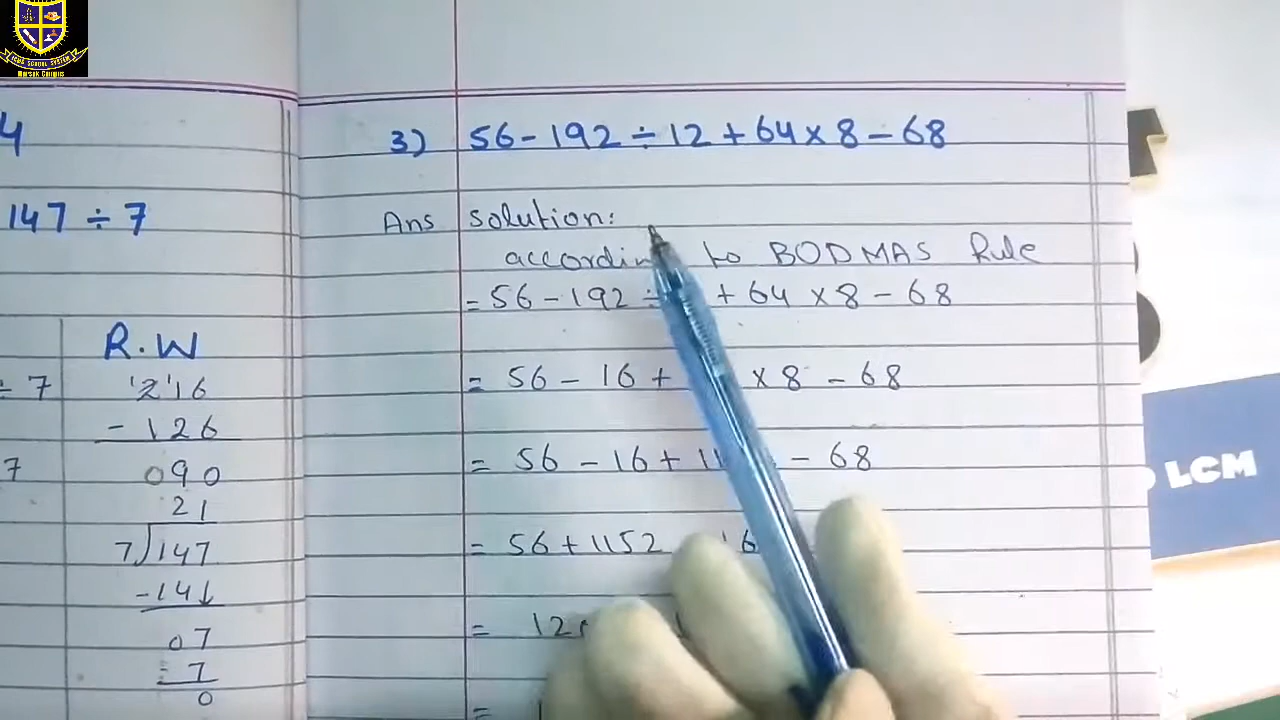 4
147 ÷ 7
÷ 7
7
R.W
216
- 126
090
21
7)147
-14↓
07
- 7
0
3) 56 - 192 ÷ 12 + 64 × 8 - 68
Ans solution:
to BODMAS Rule
= 56 - 192 ÷ + 64 × 8 - 68
= 56 - 16 + × 8 - 68
= 56 - 16 + - 68
= 56 + 1152 16
=
=
LCM